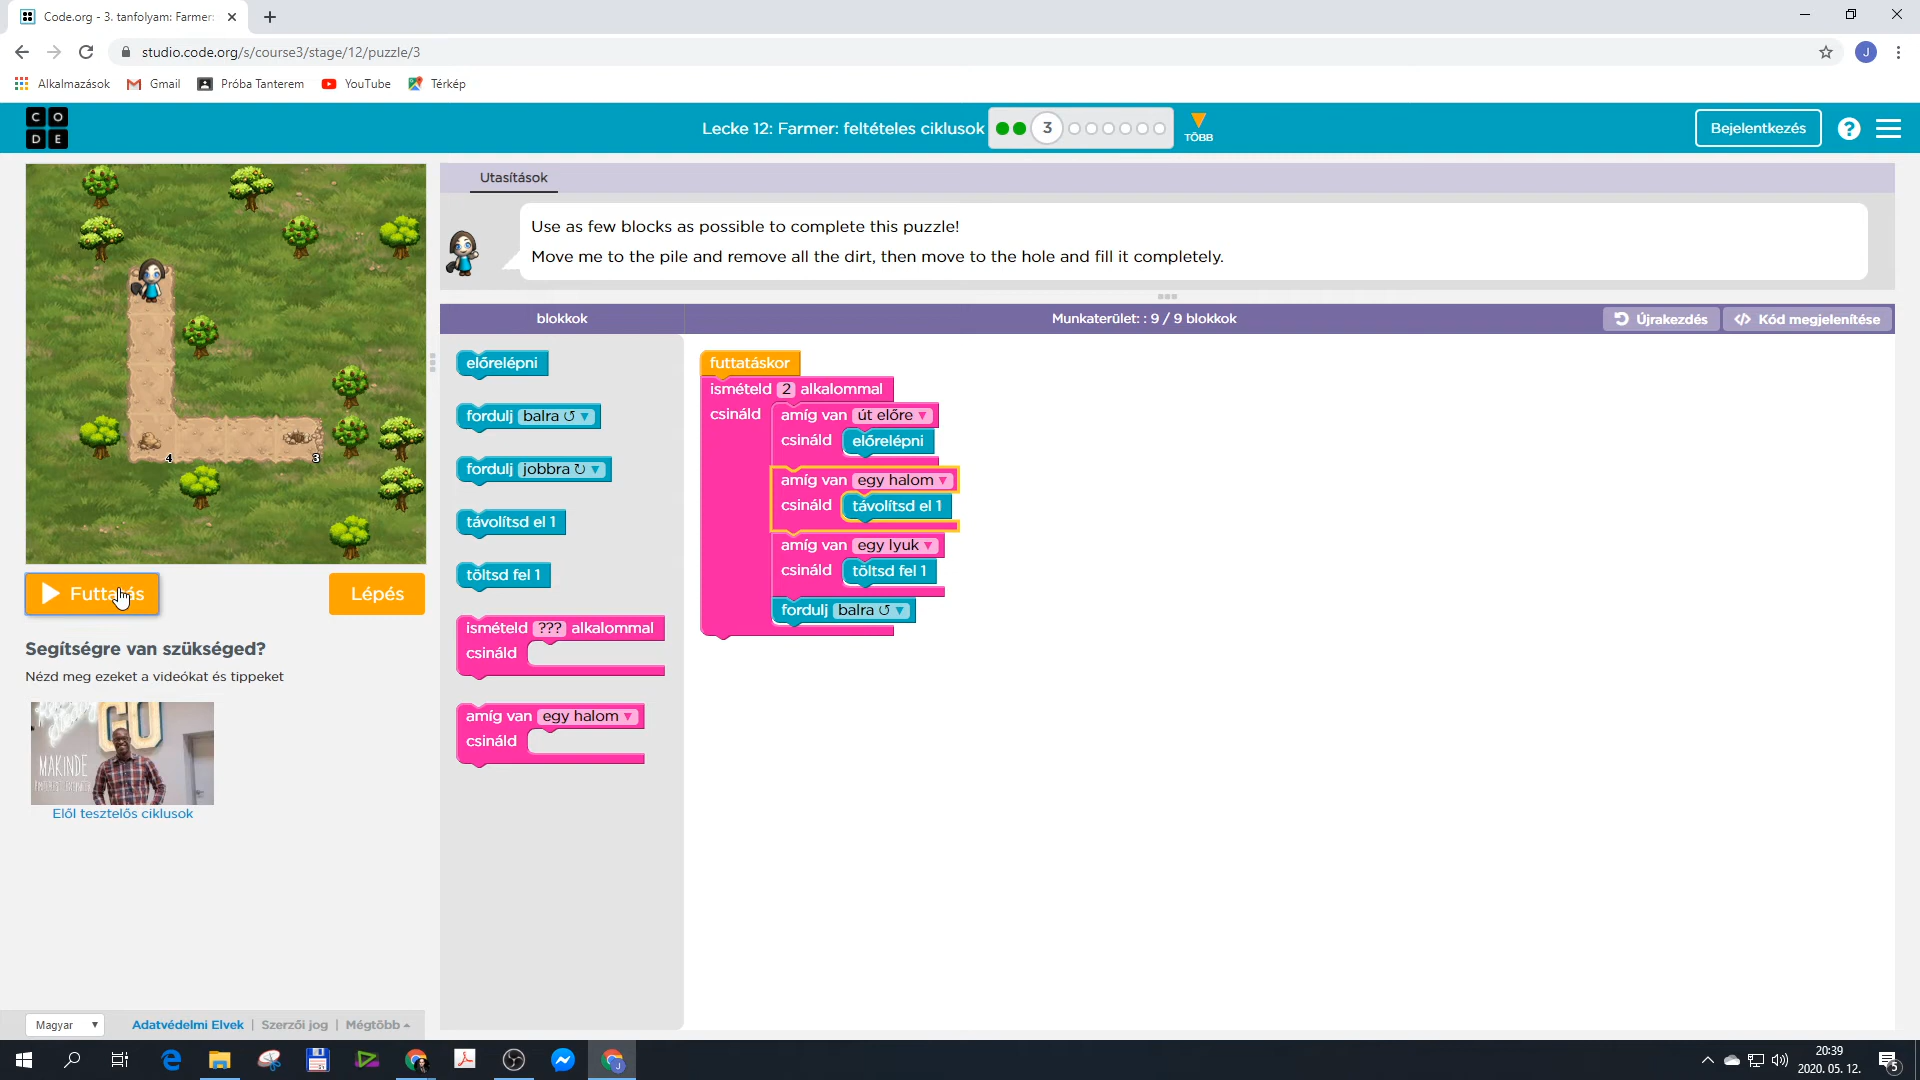 Code.org - 3. tanfolyam: Farmer:
studio.code.org/s/course3/stage/12/puzzle/3
J
Alkalmazások
Gmail
Próba Tanterem
YouTube
Térkép
C O
D E
Lecke 12: Farmer: feltételes ciklusok
3
TÖBB
Bejelentkezés
?
4
3
Futtatás
Lépés
Segítségre van szükséged?
Nézd meg ezeket a videókat és tippeket
GO
MAKINDE
Elöl tesztelős ciklusok
Utasítások
Use as few blocks as possible to complete this puzzle!
Move me to the pile and remove all the dirt, then move to the hole and fill it completely.
blokkok
Munkaterület: : 9 / 9 blokkok
Újrakezdés
Kód megjelenítése
előrelépni
fordulj balra
fordulj jobbra
távolítsd el 1
töltsd fel 1
ismételd ??? alkalommal
csináld
amíg van egy halom
csináld
futtatáskor
ismételd 2 alkalommal
csináld
amíg van út előre
csináld előrelépni
amíg van egy halom
csináld távolítsd el 1
amíg van egy lyuk
csináld töltsd fel 1
fordulj balra
Magyar
Adatvédelmi Elvek | Szerzői jog | Mégtöbb
J
20:39
2020. 05. 12.
5